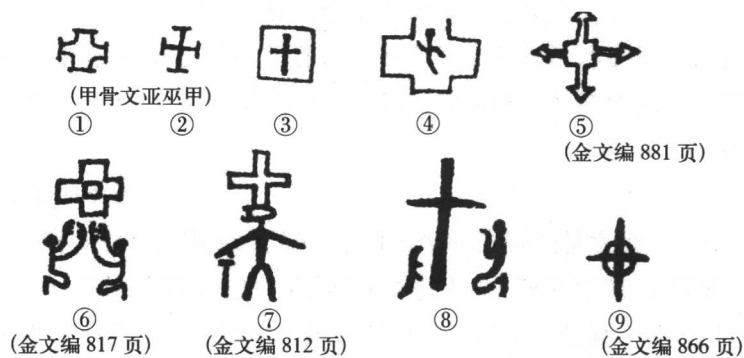 (甲骨文亚巫甲)
① ② ③ ④ ⑤
(金文编 881 页)
⑥ ⑦ ⑧ ⑨
(金文编 817 页) (金文编 812 页) (金文编 866 页)